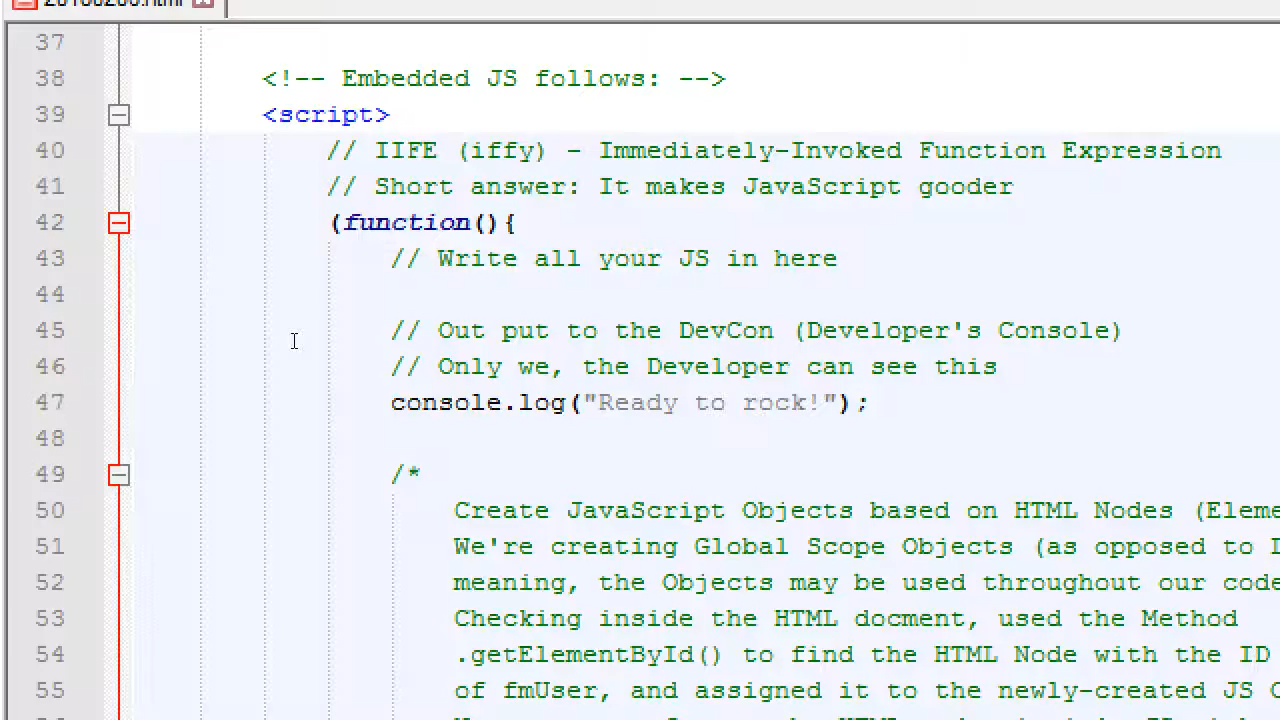 37
38 <!-- Embedded JS follows: -->
39 <script>
40 // IIFE (iffy) - Immediately-Invoked Function Expression
41 // Short answer: It makes JavaScript gooder
42 (function(){
43 // Write all your JS in here
44
45 // Out put to the DevCon (Developer's Console)
46 // Only we, the Developer can see this
47 console.log("Ready to rock!");
48
49 /*
50 Create JavaScript Objects based on HTML Nodes (Eleme
51 We're creating Global Scope Objects (as opposed to
52 meaning, the Objects may be used throughout our code
53 Checking inside the HTML docment, used the Method
54 .getElementById() to find the HTML Node with the ID
55 of fmUser, and assigned it to the newly-created JS